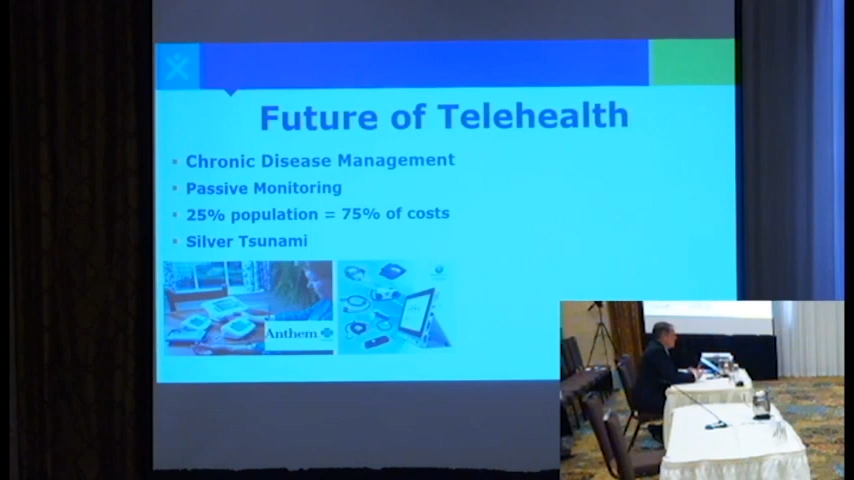 Future of Telehealth
Chronic Disease Management
Passive Monitoring
25% population = 75% of costs
Silver Tsunami
Anthem